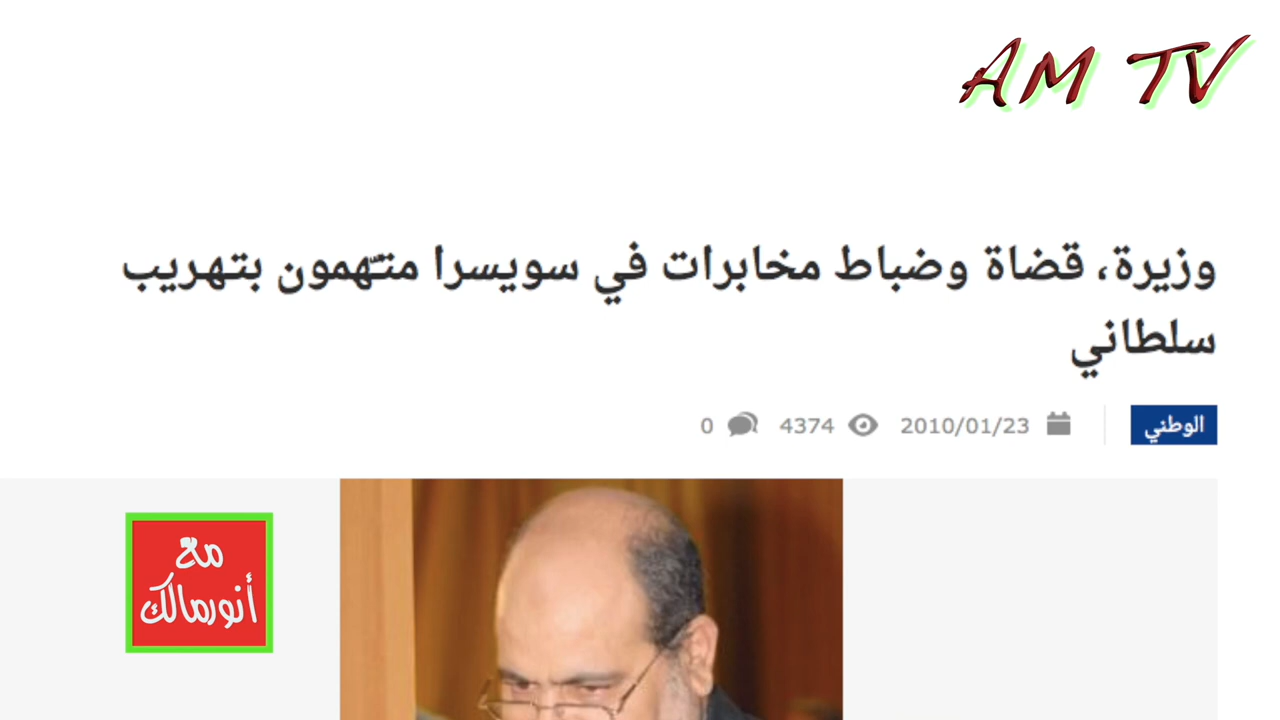 AM TV
وزيرة، قضاة وضباط مخابرات في سويسرا متّهمون بتهريب
سلطاني
الوطني 2010/01/23 4374 0
مع
أنورمالك